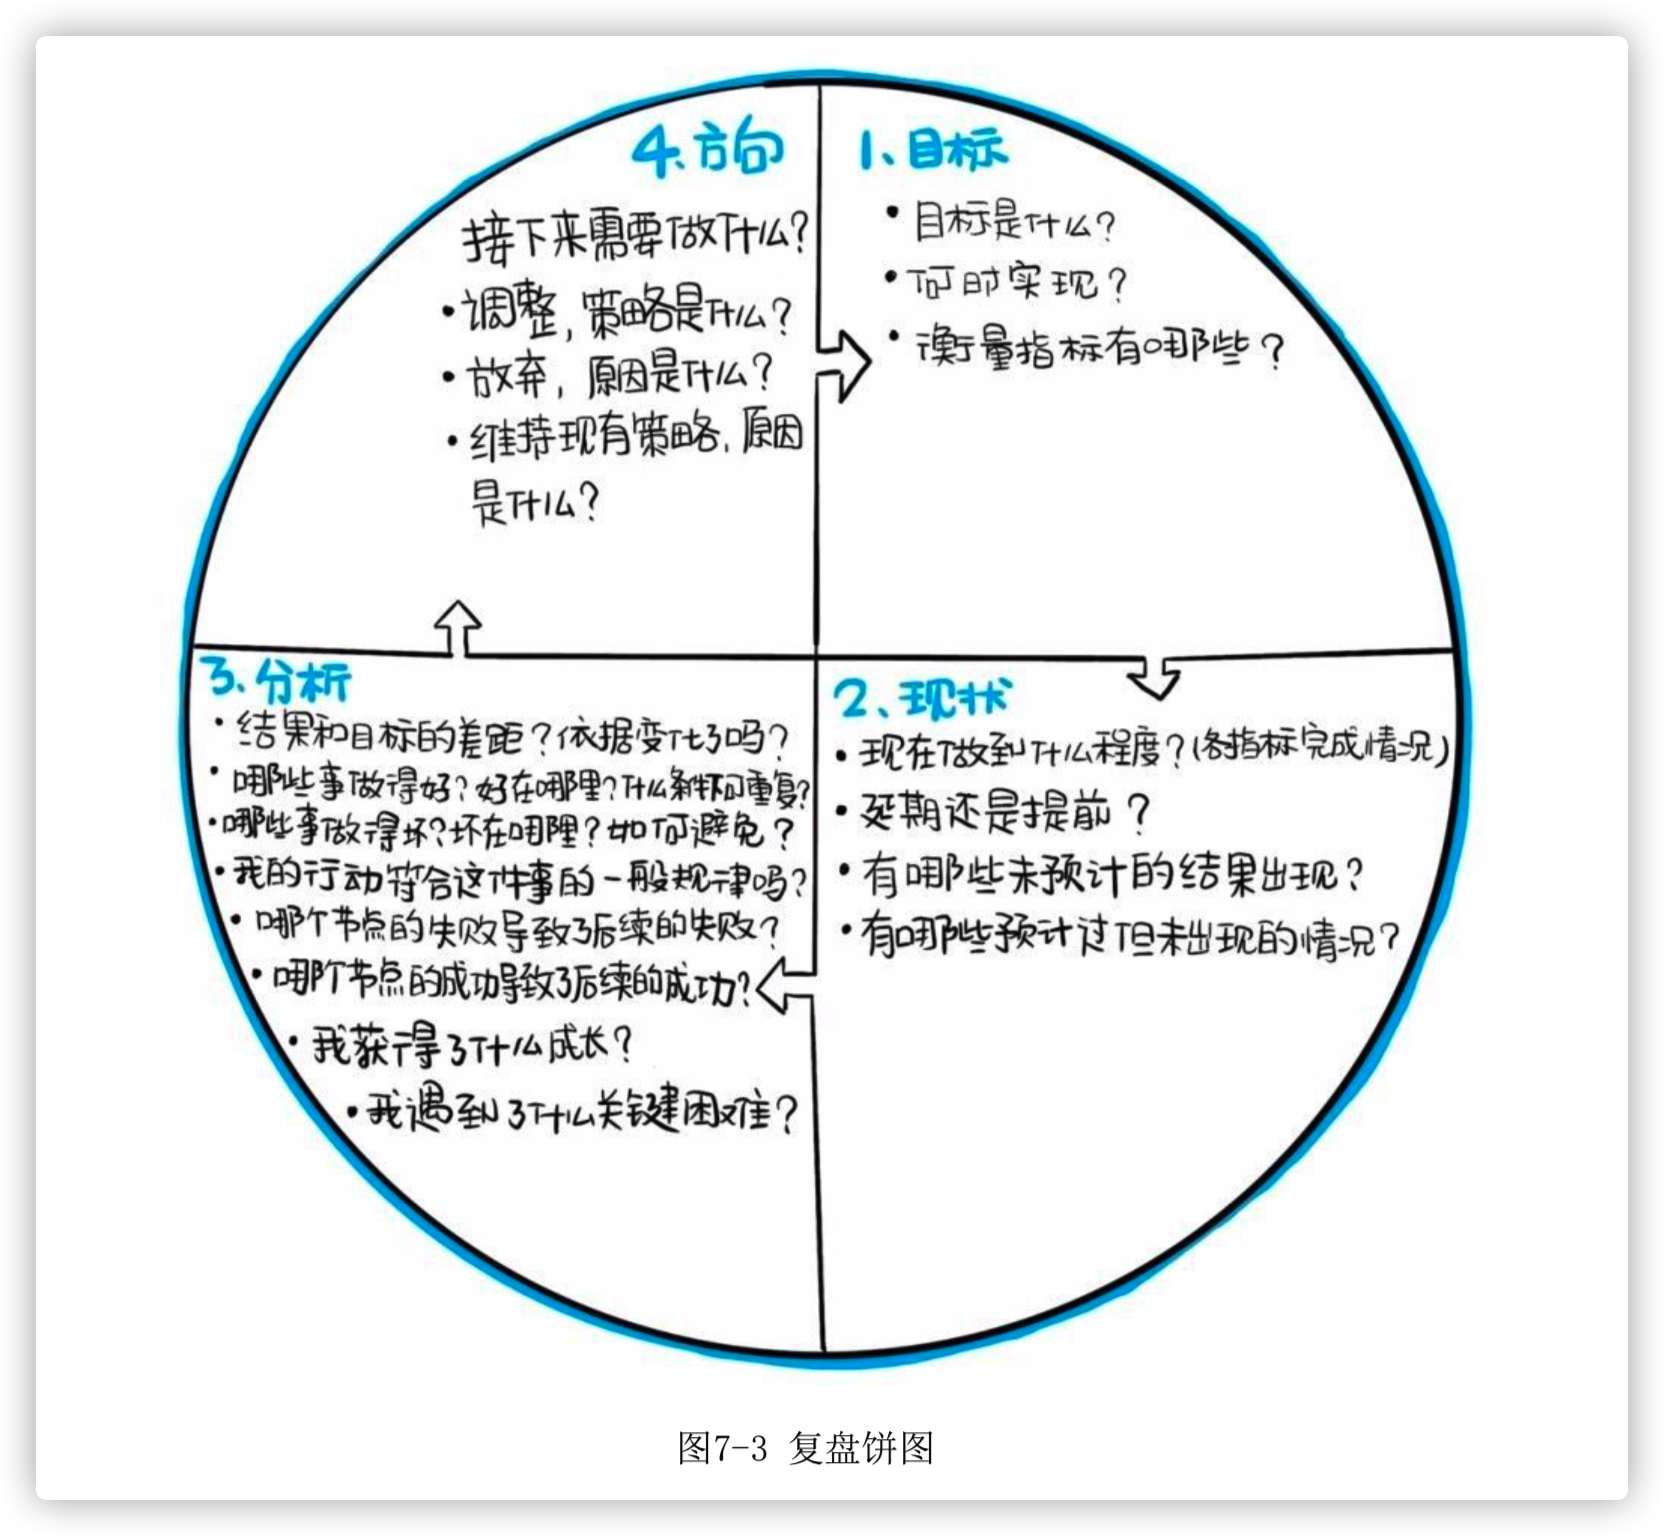 1、目标
• 目标是什么？
• 何时实现？
• 衡量指标有哪些？
2、现状
• 现在做到什么程度？（各指标完成情况）
• 延期还是提前？
• 有哪些未预计的结果出现？
• 有哪些预计过但未出现的情况？
3、分析
• 结果和目标的差距？依据变化了吗？
• 哪些事做得好？好在哪里？什么条件下可重复？
• 哪些事做得坏？坏在哪里？如何避免？
• 我的行动符合这件事的一般规律吗？
• 哪个节点的失败导致了后续的失败？
• 哪个节点的成功导致了后续的成功？
• 我获得了什么成长？
• 我遇到了什么关键困难？
4、方向
接下来需要做什么？
• 调整，策略是什么？
• 放弃，原因是什么？
• 维持现有策略，原因
是什么？
图7-3 复盘饼图